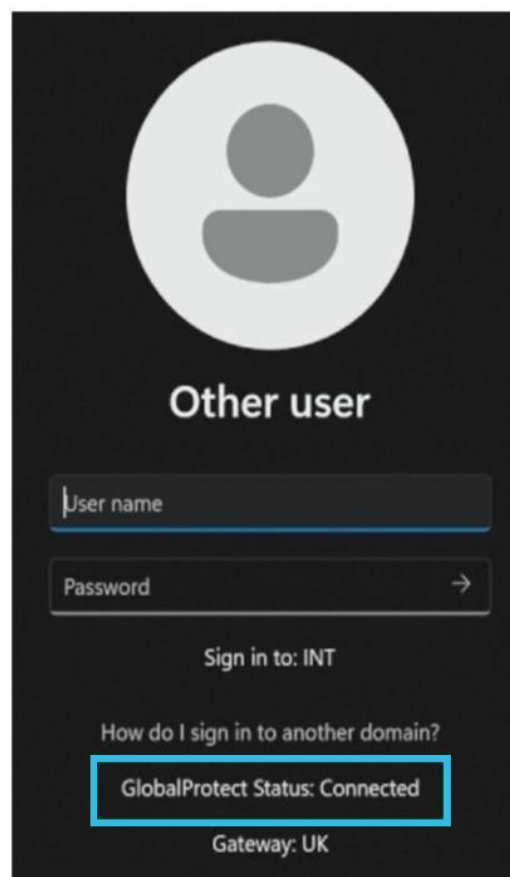 Other user
User name
Password
Sign in to: INT
How do I sign in to another domain?
GlobalProtect Status: Connected
Gateway: UK